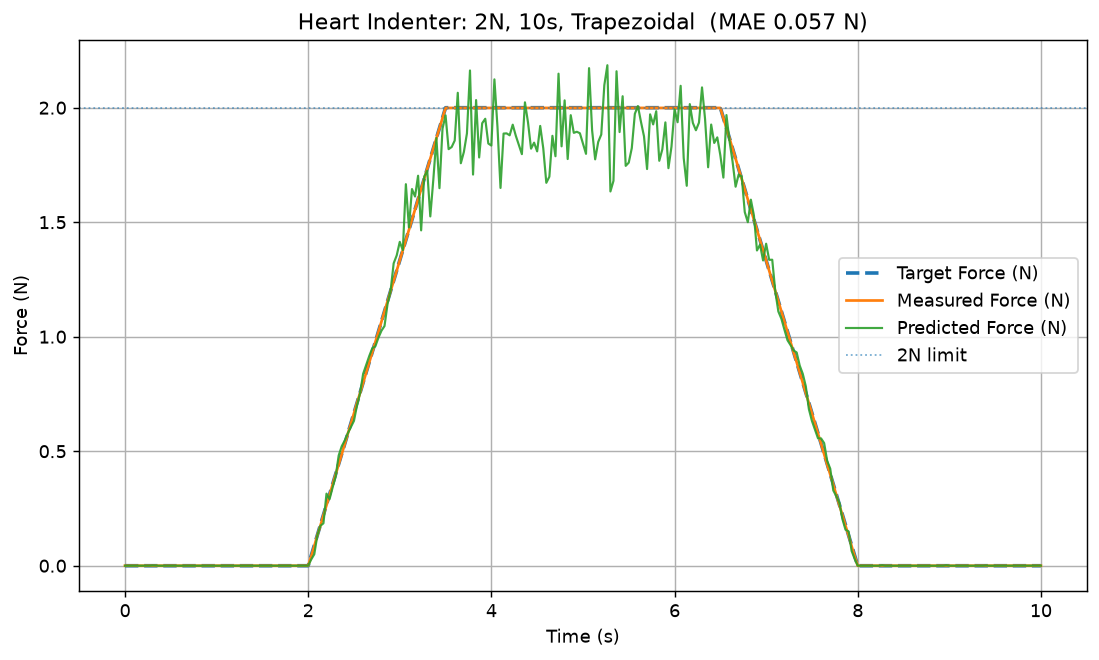 Heart Indenter: 2N, 10s, Trapezoidal  (MAE 0.057 N)
Force (N)
2.0
1.5
1.0
0.5
0.0
Target Force (N)
Measured Force (N)
Predicted Force (N)
2N limit
0 2 4 6 8 10
Time (s)